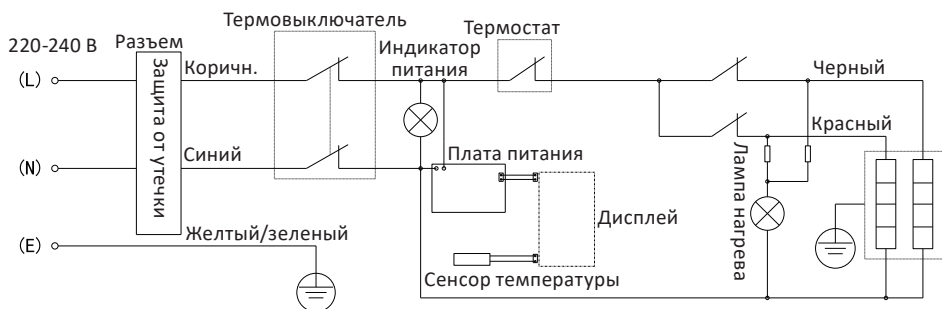 220-240 В
Разъем
Термовыключатель
Индикатор
питания
Термостат
(L)
Коричн.
Черный
Защита от утечки
Красный
(N)
Синий
Плата питания
Лампа нагрева
Дисплей
(E)
Желтый/зеленый
Сенсор температуры